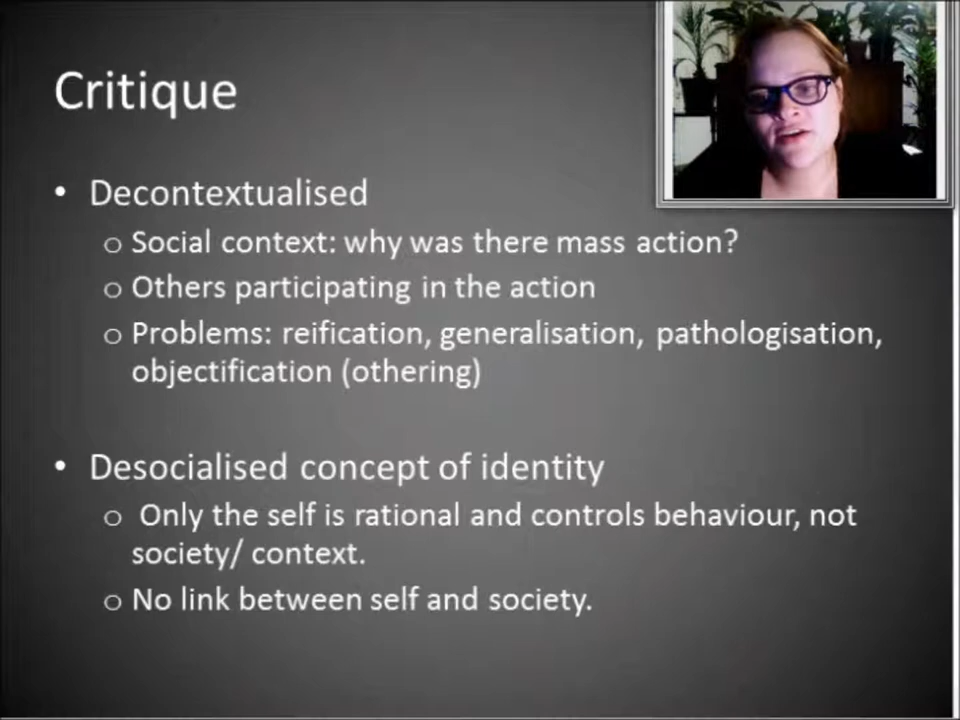 Critique
• Decontextualised
o Social context: why was there mass action?
o Others participating in the action
o Problems: reification, generalisation, pathologisation,
objectification (othering)
• Desocialised concept of identity
o Only the self is rational and controls behaviour, not
society/ context.
o No link between self and society.